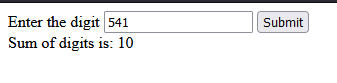 Enter the digit 541 Submit
Sum of digits is: 10